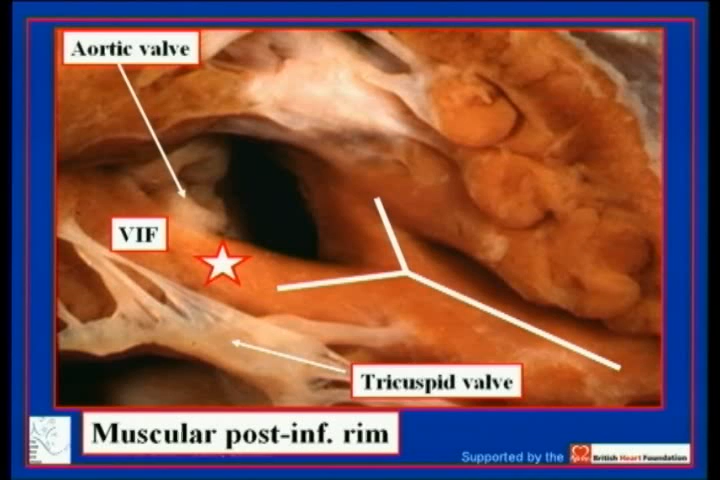 Aortic valve
VIF
Tricuspid valve
Muscular post-inf. rim
Supported by the
British Heart Foundation